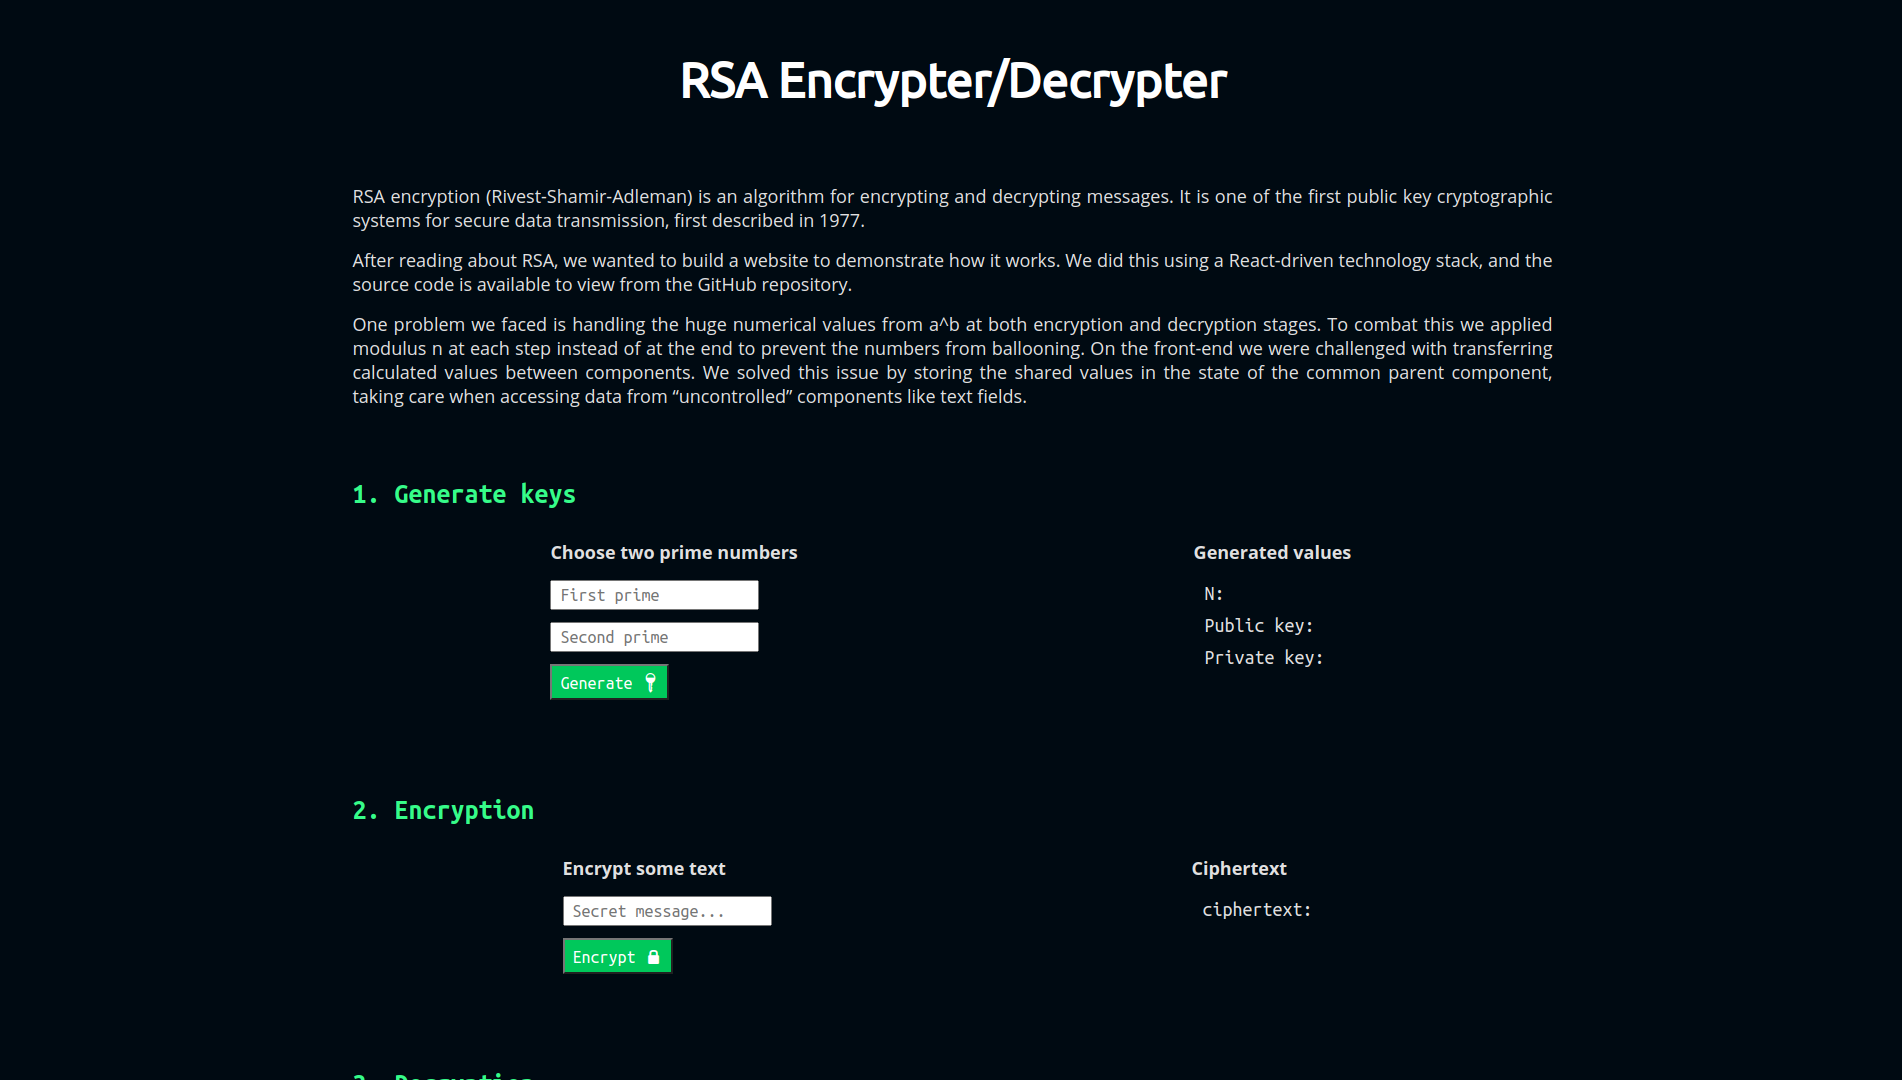 RSA Encrypter/Decrypter
RSA encryption (Rivest-Shamir-Adleman) is an algorithm for encrypting and decrypting messages. It is one of the first public key cryptographic
systems for secure data transmission, first described in 1977.
After reading about RSA, we wanted to build a website to demonstrate how it works. We did this using a React-driven technology stack, and the
source code is available to view from the GitHub repository.
One problem we faced is handling the huge numerical values from a^b at both encryption and decryption stages. To combat this we applied
modulus n at each step instead of at the end to prevent the numbers from ballooning. On the front-end we were challenged with transferring
calculated values between components. We solved this issue by storing the shared values in the state of the common parent component,
taking care when accessing data from “uncontrolled” components like text fields.
1. Generate keys
Choose two prime numbers
First prime
Second prime
Generate
Generated values
N:
Public key:
Private key:
2. Encryption
Encrypt some text
Secret message...
Encrypt
Ciphertext
ciphertext:
3. Decryption